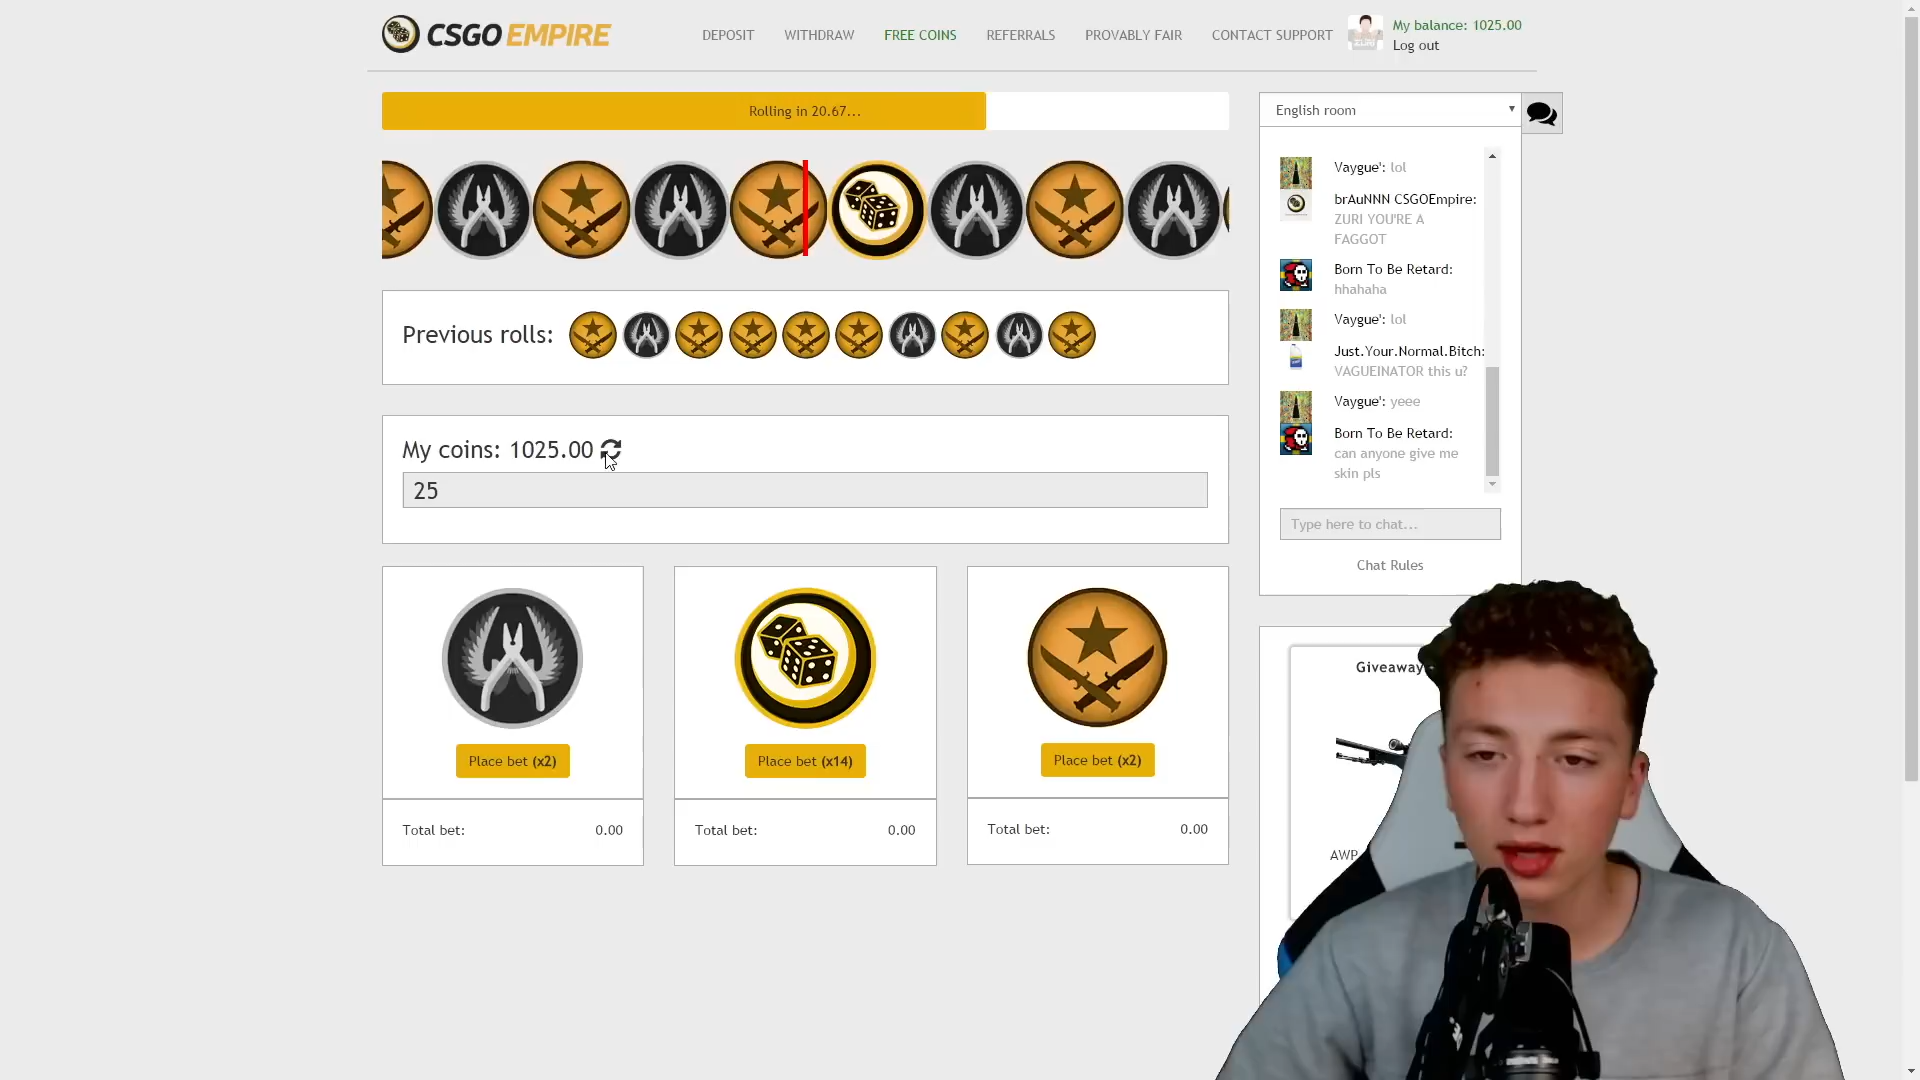 CSGO EMPIRE
DEPOSIT
WITHDRAW
FREE COINS
REFERRALS
PROVABLY FAIR
CONTACT SUPPORT
My balance: 1025.00
Log out
Rolling in 20.67...
Previous rolls:
My coins: 1025.00
25
Place bet (x2)
Place bet (x14)
Place bet (x2)
Total bet: 0.00
Total bet: 0.00
Total bet: 0.00
English room
Vaygue': lol
brAuNNN CSGOEmpire:
ZURI YOU'RE A
FAGGOT
Born To Be Retard:
hhahaha
Vaygue': lol
Just.Your.Normal.Bitch:
VAGUEINATOR this u?
Vaygue': yeee
Born To Be Retard:
can anyone give me
skin pls
Type here to chat...
Chat Rules
Giveaway
AWP